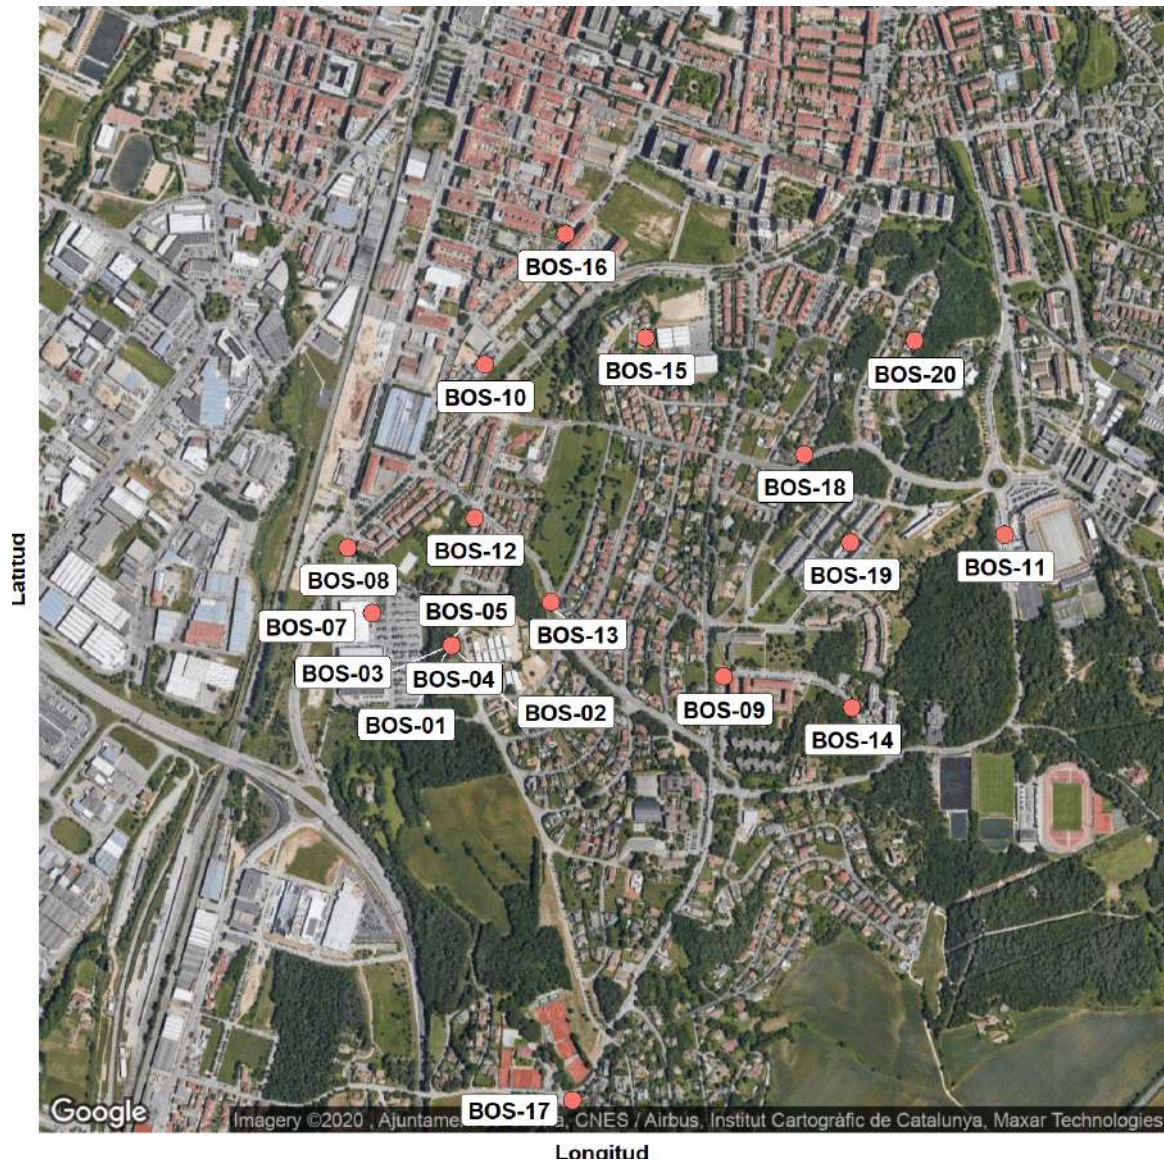 BOS-16
BOS-15
BOS-20
BOS-10
BOS-18
BOS-12
BOS-19
BOS-11
BOS-08
BOS-05
BOS-07
BOS-13
BOS-03
BOS-04
BOS-01
BOS-02
BOS-09
BOS-14
BOS-17
Latitud
Google
Imagery ©2020 , CNES / Airbus, Institut Cartogràfic de Catalunya, Maxar Technologies
Longitud